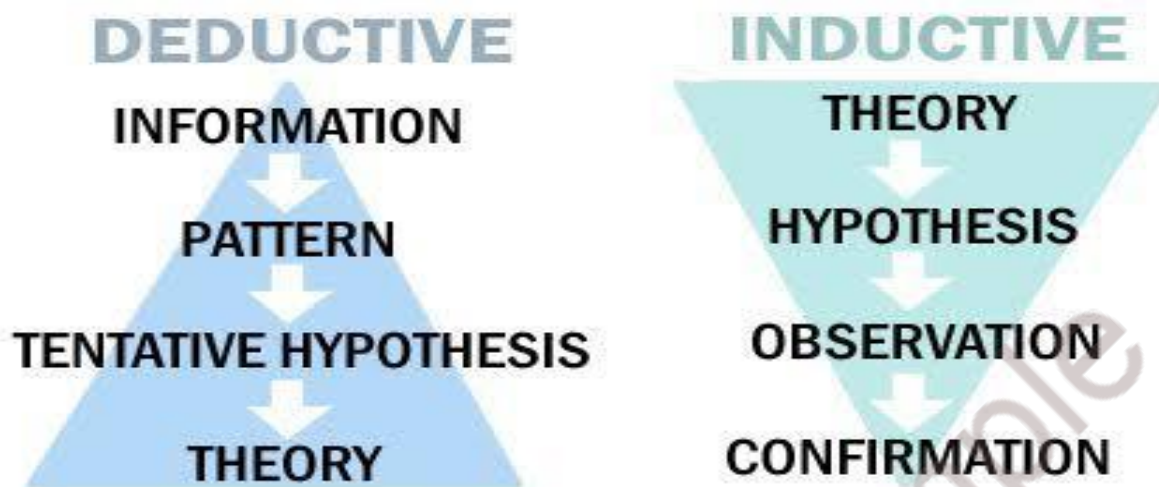 DEDUCTIVE
INFORMATION
PATTERN
TENTATIVE HYPOTHESIS
THEORY
INDUCTIVE
THEORY
HYPOTHESIS
OBSERVATION
CONFIRMATION